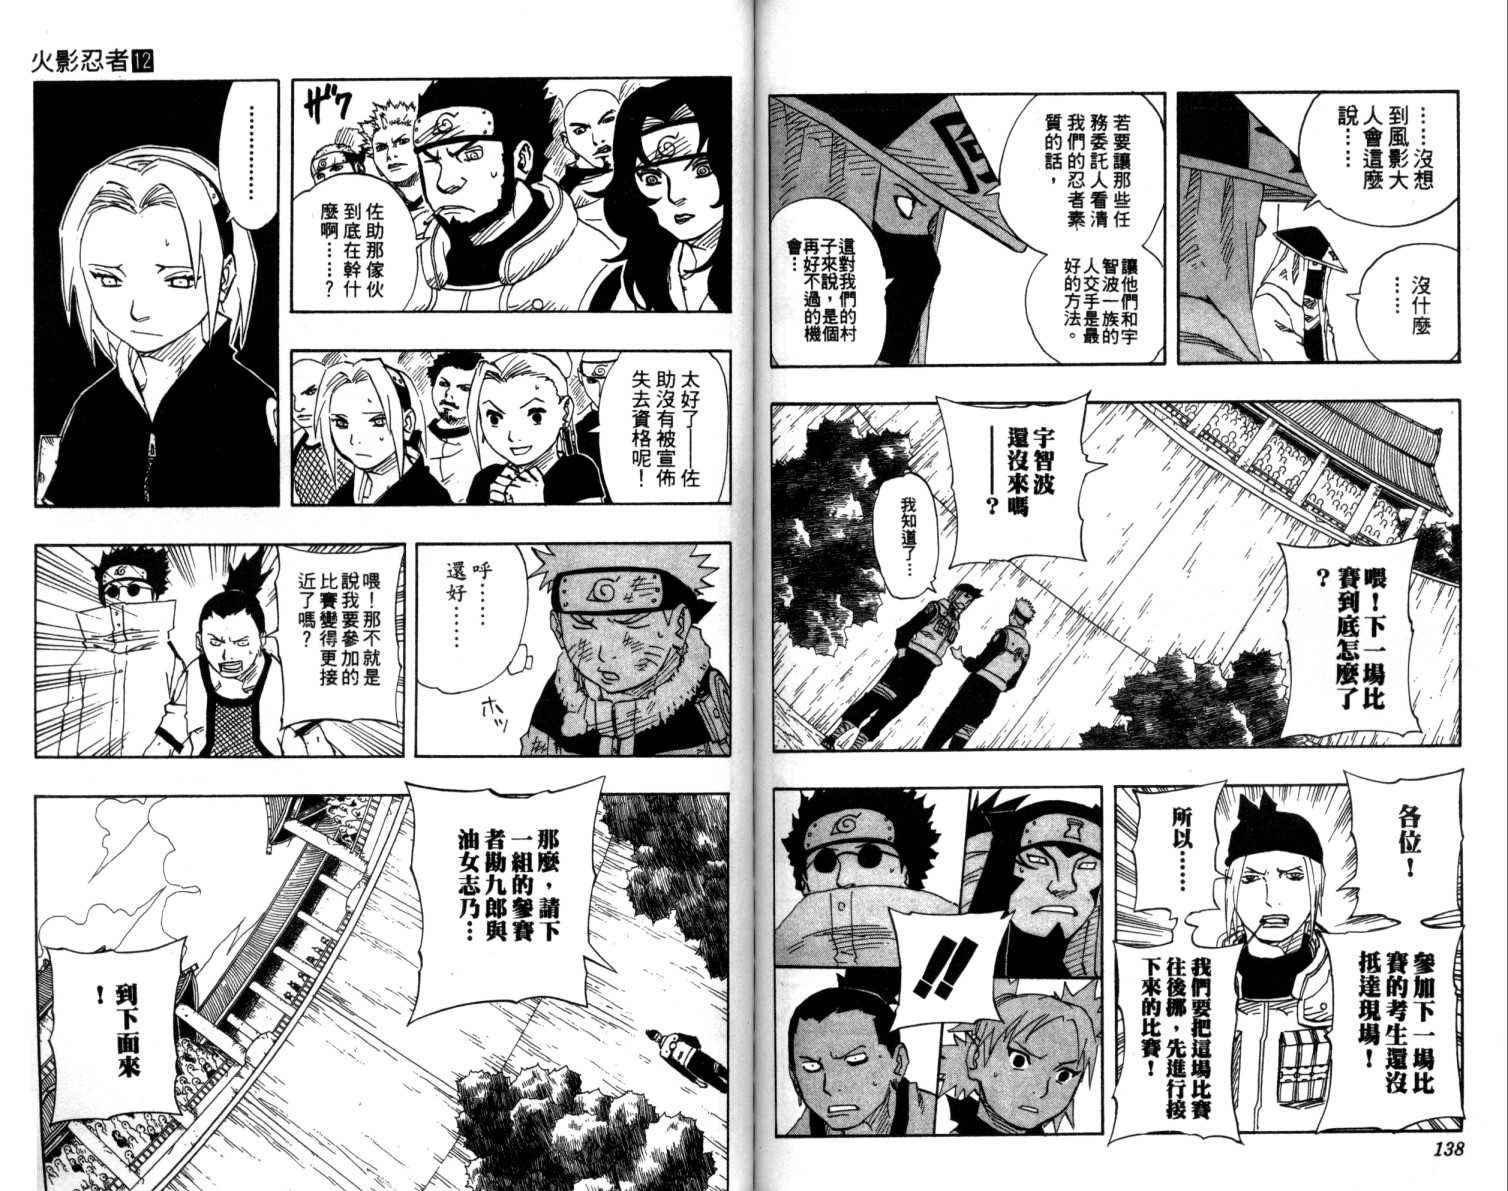 ……沒想
到風影大
人會這麼
說……
沒什麼
……
若要讓那些任
務委託人看清
我們的忍者素
質的話，
讓他們和宇
智波一族的
人交手是最
好的方法。
這對我們的村
子來說，是個
再好不過的機
會…
喂！下一場比
賽到底怎麼了
？
宇智波
還沒來嗎
——？
我知道了…
各位！
參加下一場比
賽的考生還沒
抵達現場！
所以……
我們要把這場比賽
往後挪，先進行接
下來的比賽！
!!
138
火影忍者12
ザワ
佐助那傢伙
到底在幹什
麼啊……？
…………
太好了——佐
助沒有被宣佈
失去資格呢！
呼……
還好……
ホッ
喂！那不就是
說我要參加的
比賽變得更接
近了嗎？
那麼，請下
一組的參賽
者勘九郎與
油女志乃…
到下面來
！